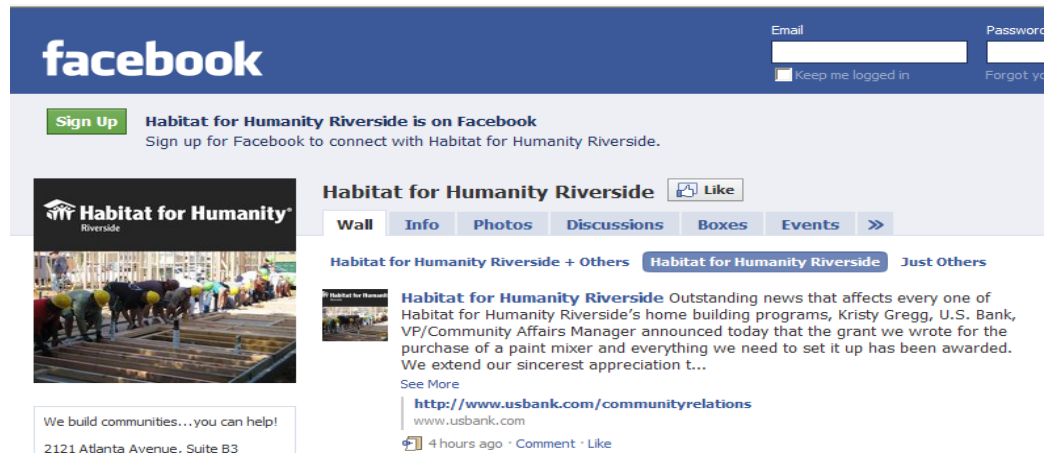 Email
Password
facebook
Keep me logged in
Forgot yo
Sign Up
Habitat for Humanity Riverside is on Facebook
Sign up for Facebook to connect with Habitat for Humanity Riverside.
Habitat for Humanity®
Riverside
Habitat for Humanity Riverside
Like
Wall Info Photos Discussions Boxes Events »
Habitat for Humanity Riverside + Others Habitat for Humanity Riverside Just Others
Habitat for Humanity Riverside Outstanding news that affects every one of
Habitat for Humanity Riverside's home building programs, Kristy Gregg, U.S. Bank,
VP/Community Affairs Manager announced today that the grant we wrote for the
purchase of a paint mixer and everything we need to set it up has been awarded.
We extend our sincerest appreciation t...
See More
http://www.usbank.com/communityrelations
www.usbank.com
4 hours ago · Comment · Like
We build communities...you can help!
2121 Atlanta Avenue, Suite B3